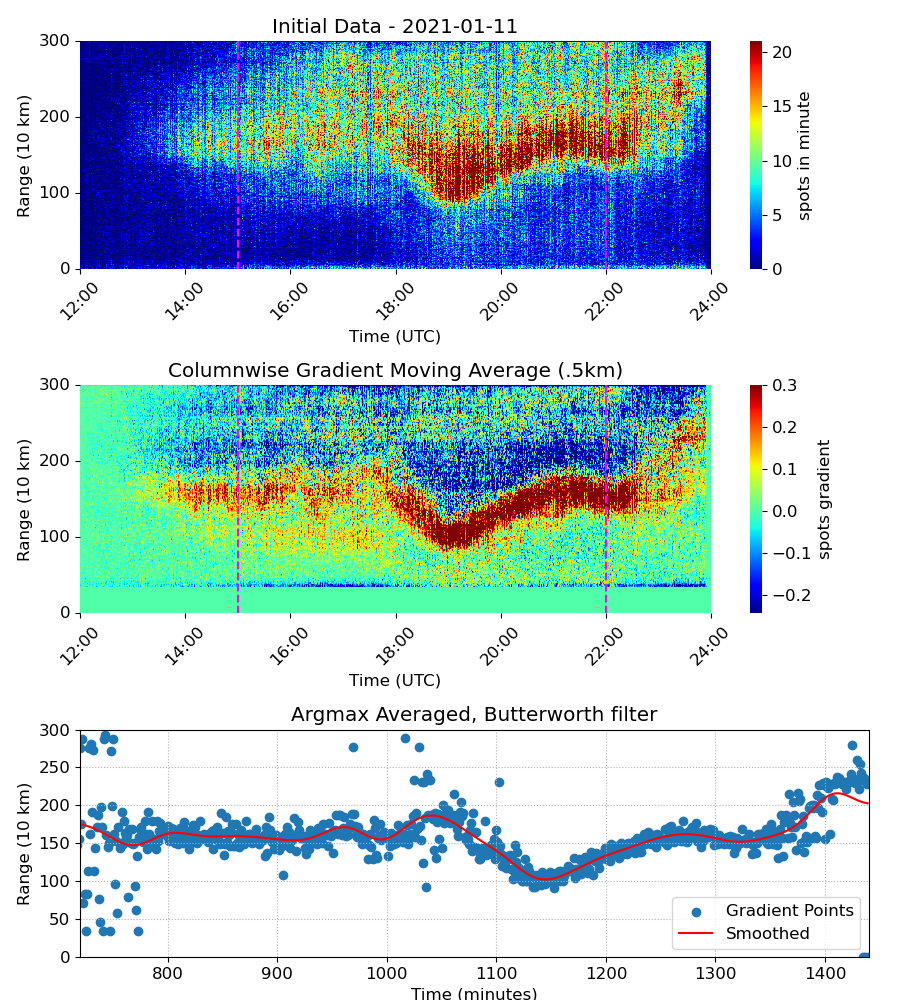 Initial Data - 2021-01-11
300
200
100
0
Range (10 km)
12:00 14:00 16:00 18:00 20:00 22:00 24:00
Time (UTC)
20
15
10
5
0
spots in minute
Columnwise Gradient Moving Average (.5km)
300
200
100
0
Range (10 km)
12:00 14:00 16:00 18:00 20:00 22:00 24:00
Time (UTC)
0.3
0.2
0.1
0.0
−0.1
−0.2
spots gradient
Argmax Averaged, Butterworth filter
300
250
200
150
100
50
0
Range (10 km)
Gradient Points
Smoothed
800 900 1000 1100 1200 1300 1400
Time (minutes)